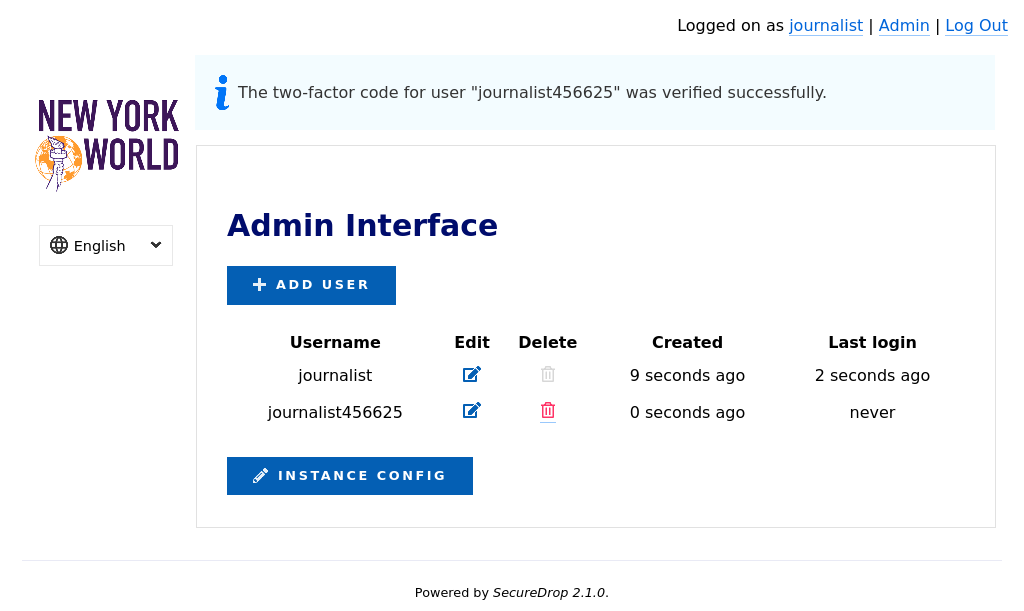 Logged on as journalist | Admin | Log Out
NEW YORK
WORLD
English
The two-factor code for user "journalist456625" was verified successfully.
Admin Interface
ADD USER
Username Edit Delete Created Last login
journalist 9 seconds ago 2 seconds ago
journalist456625 0 seconds ago never
INSTANCE CONFIG
Powered by SecureDrop 2.1.0.